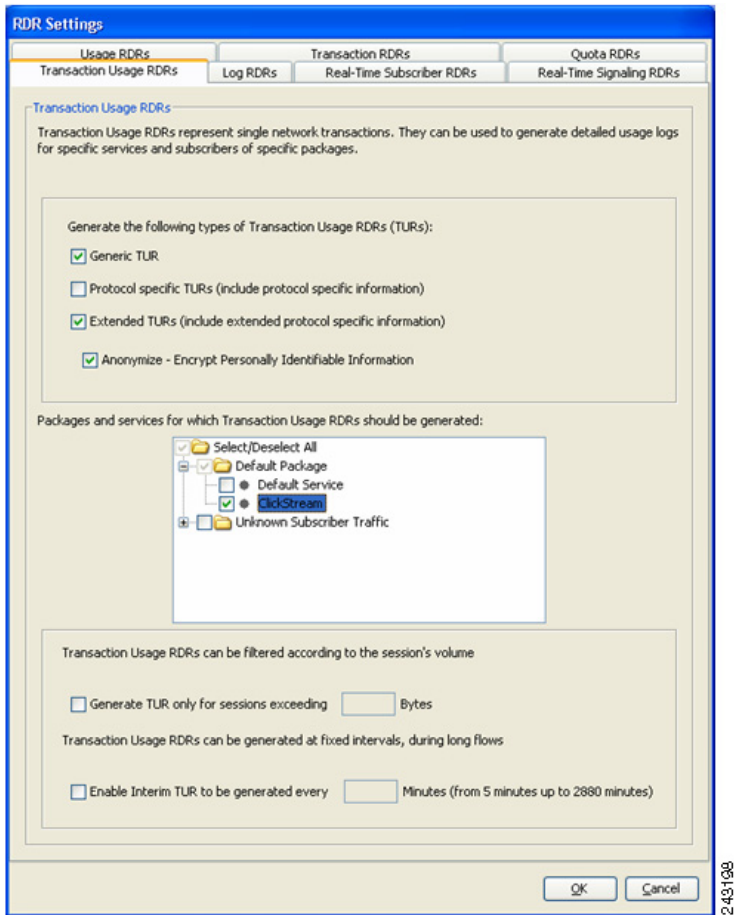 RDR Settings
Usage RDRs
Transaction RDRs
Quota RDRs
Transaction Usage RDRs
Log RDRs
Real-Time Subscriber RDRs
Real-Time Signaling RDRs
Transaction Usage RDRs
Transaction Usage RDRs represent single network transactions. They can be used to generate detailed usage logs
for specific services and subscribers of specific packages.
Generate the following types of Transaction Usage RDRs (TURs):
Generic TUR
Protocol specific TURs (include protocol specific information)
Extended TURs (include extended protocol specific information)
Anonymize - Encrypt Personally Identifiable Information
Packages and services for which Transaction Usage RDRs should be generated:
Select/Deselect All
Default Package
Default Service
ClickStream
Unknown Subscriber Traffic
Transaction Usage RDRs can be filtered according to the session's volume
Generate TUR only for sessions exceeding Bytes
Transaction Usage RDRs can be generated at fixed intervals, during long flows
Enable Interim TUR to be generated every Minutes (from 5 minutes up to 2880 minutes)
OK
Cancel
243198